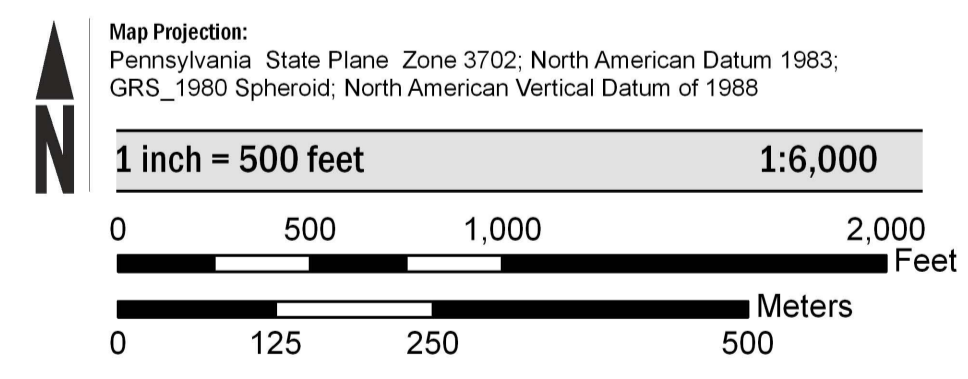 N
Map Projection:
Pennsylvania State Plane Zone 3702; North American Datum 1983;
GRS_1980 Spheroid; North American Vertical Datum of 1988
1 inch = 500 feet 1:6,000
0 500 1,000 2,000
Feet
Meters
0 125 250 500